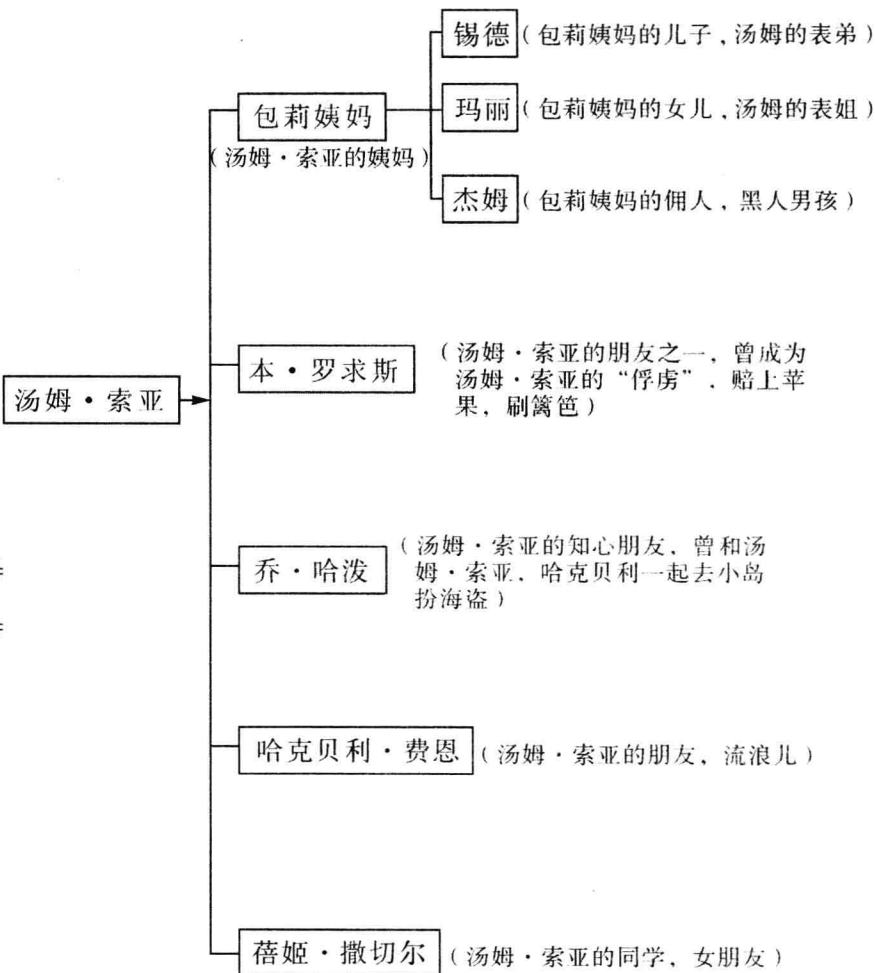 锡德（包莉姨妈的儿子，汤姆的表弟）
包莉姨妈
玛丽（包莉姨妈的女儿，汤姆的表姐）
（汤姆·索亚的姨妈）
杰姆（包莉姨妈的佣人，黑人男孩）
本·罗求斯
（汤姆·索亚的朋友之一，曾成为
汤姆·索亚的“俘虏”，赔上苹
果，刷篱笆）
汤姆·索亚
乔·哈泼
（汤姆·索亚的知心朋友，曾和汤
姆·索亚，哈克贝利一起去小岛
扮海盗）
哈克贝利·费恩（汤姆·索亚的朋友，流浪儿）
蓓姬·撒切尔（汤姆·索亚的同学，女朋友）